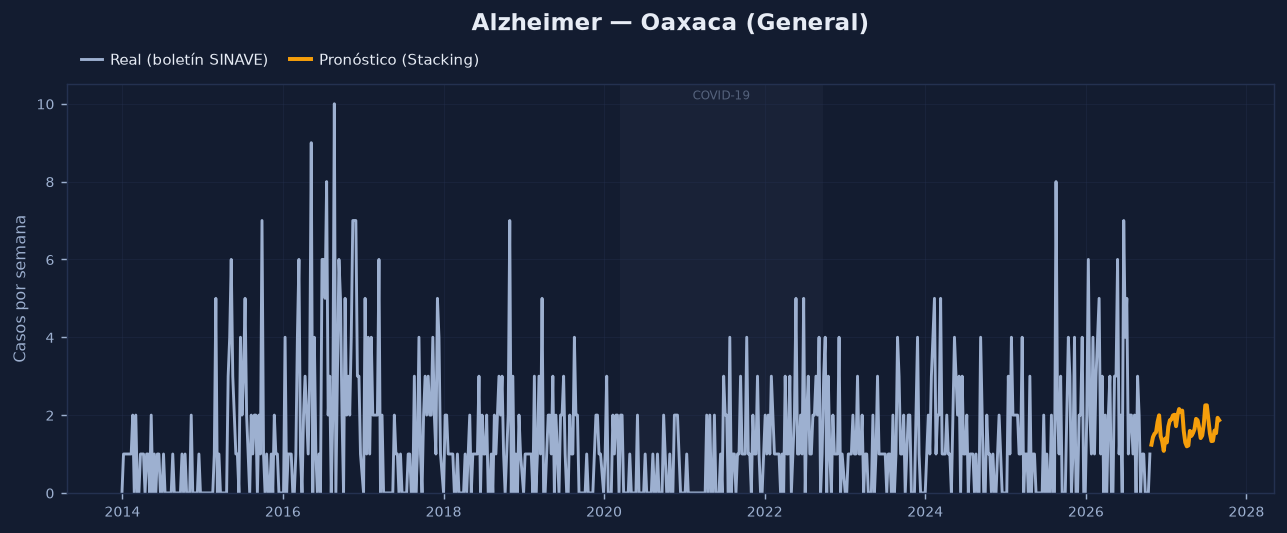 Alzheimer — Oaxaca (General)
Real (boletín SINAVE)
Pronóstico (Stacking)
COVID-19
Casos por semana
10
8
6
4
2
0
2014
2016
2018
2020
2022
2024
2026
2028